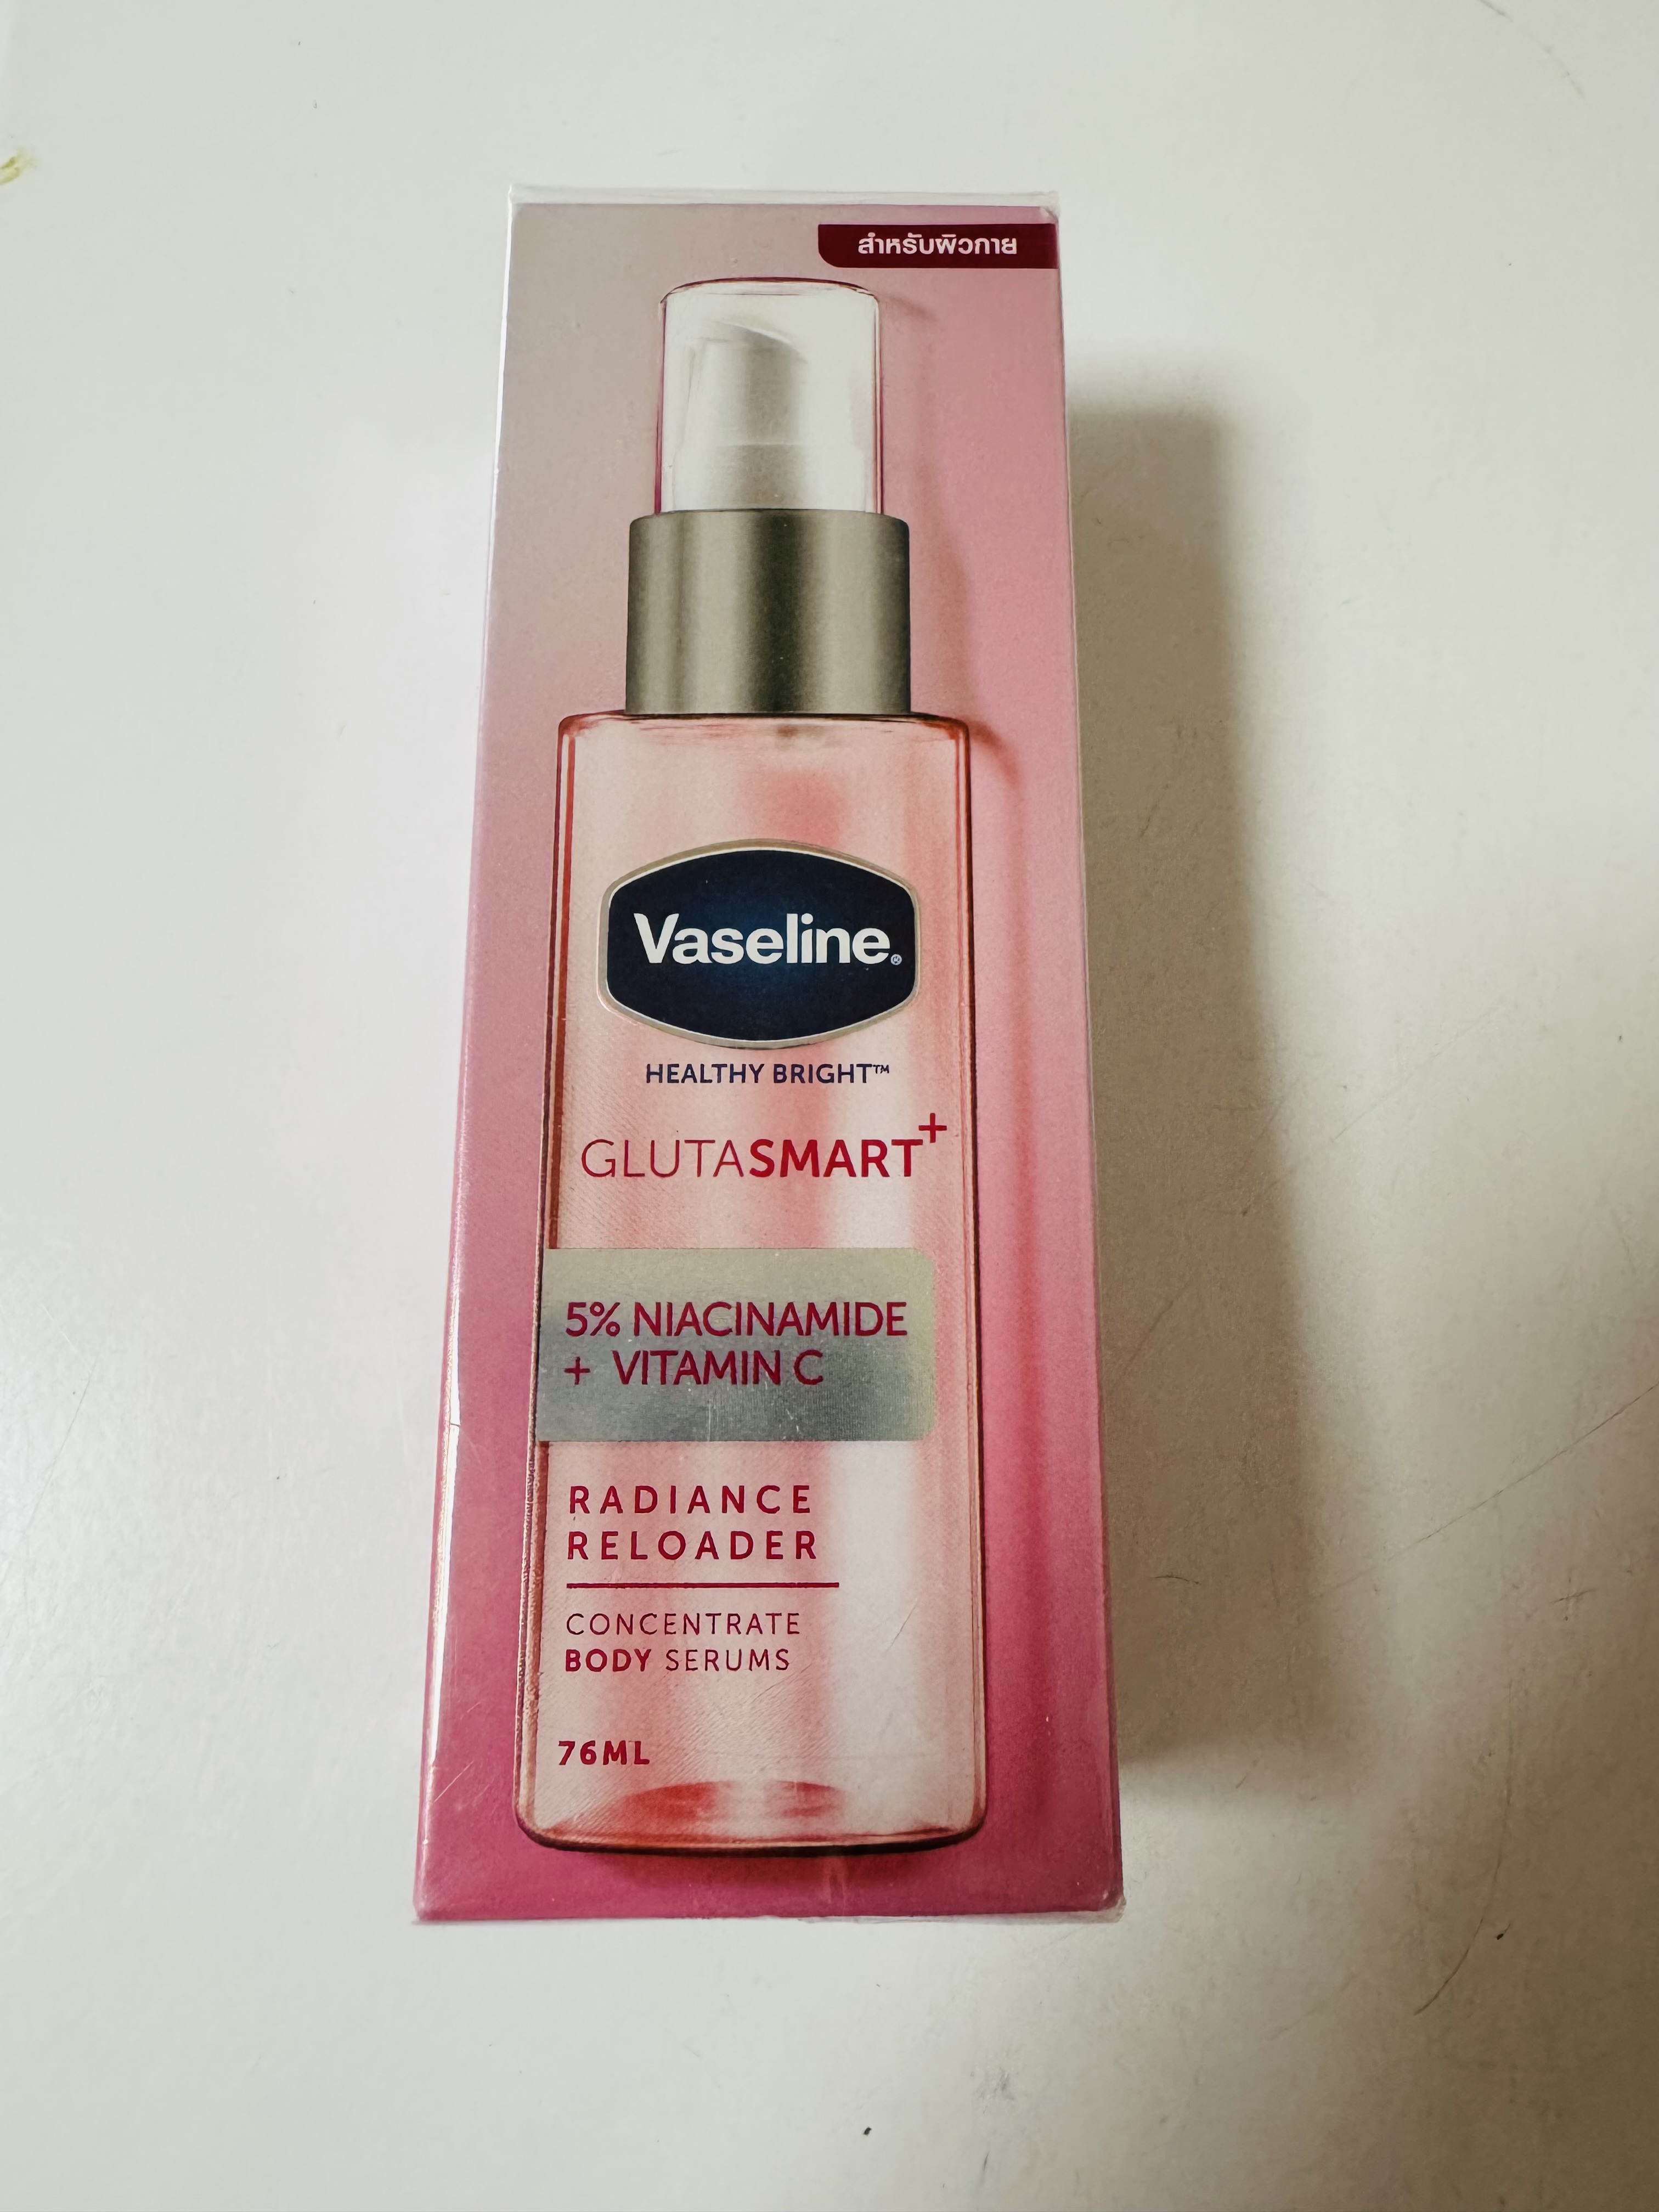 สำหรับผิวกาย
Vaseline®
HEALTHY BRIGHT™
GLUTASMART+
5% NIACINAMIDE
+ VITAMIN C
RADIANCE
RELOADER
CONCENTRATE
BODY SERUMS
76ML